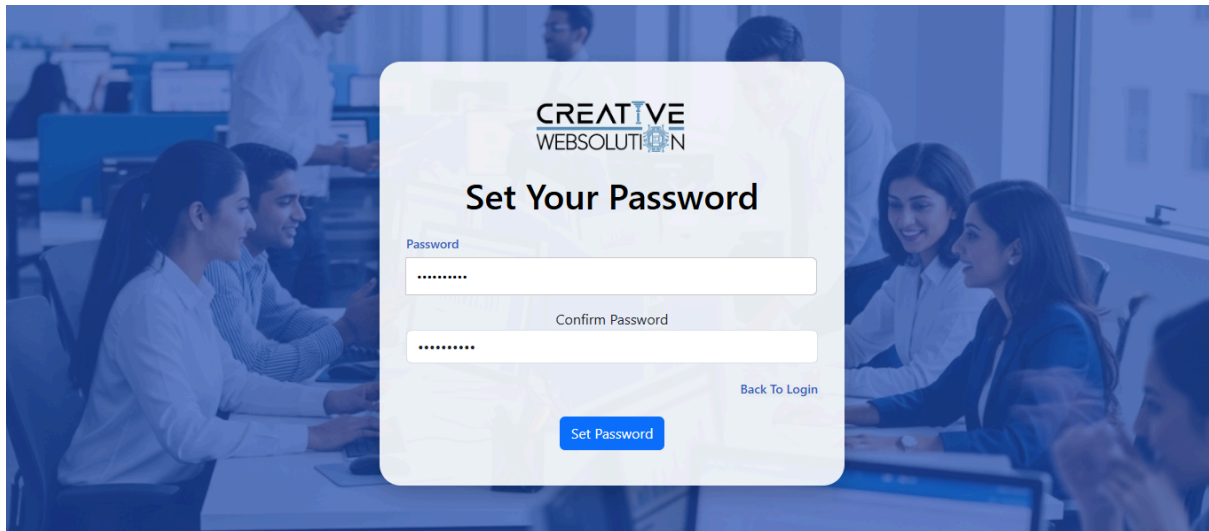 CREATIVE
WEBSOLUTION
Set Your Password
Password
••••••••••
Confirm Password
••••••••••
Back To Login
Set Password